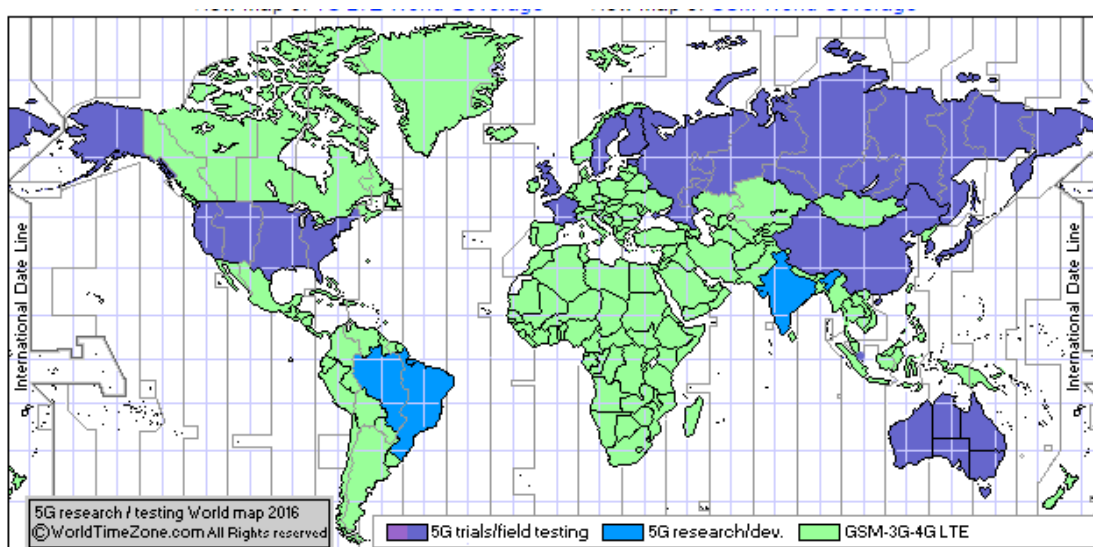 International Date Line
International Date Line
5G research / testing World map 2016
©WorldTimeZone.com All Rights reserved
5G trials/field testing
5G research/dev.
GSM-3G-4G LTE